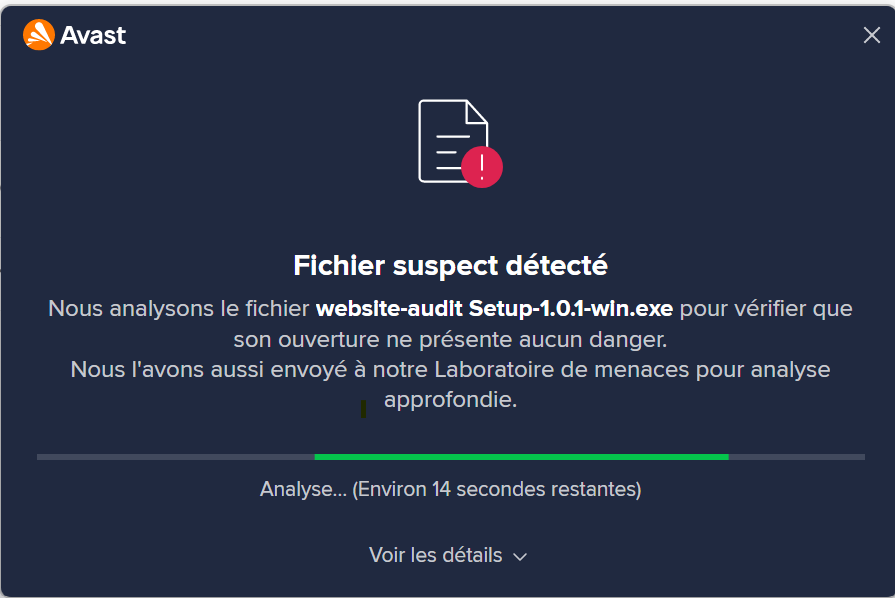 Avast
Fichier suspect détecté
Nous analysons le fichier website-audit Setup-1.0.1-win.exe pour vérifier que
son ouverture ne présente aucun danger.
Nous l'avons aussi envoyé à notre Laboratoire de menaces pour analyse
approfondie.
Analyse... (Environ 14 secondes restantes)
Voir les détails